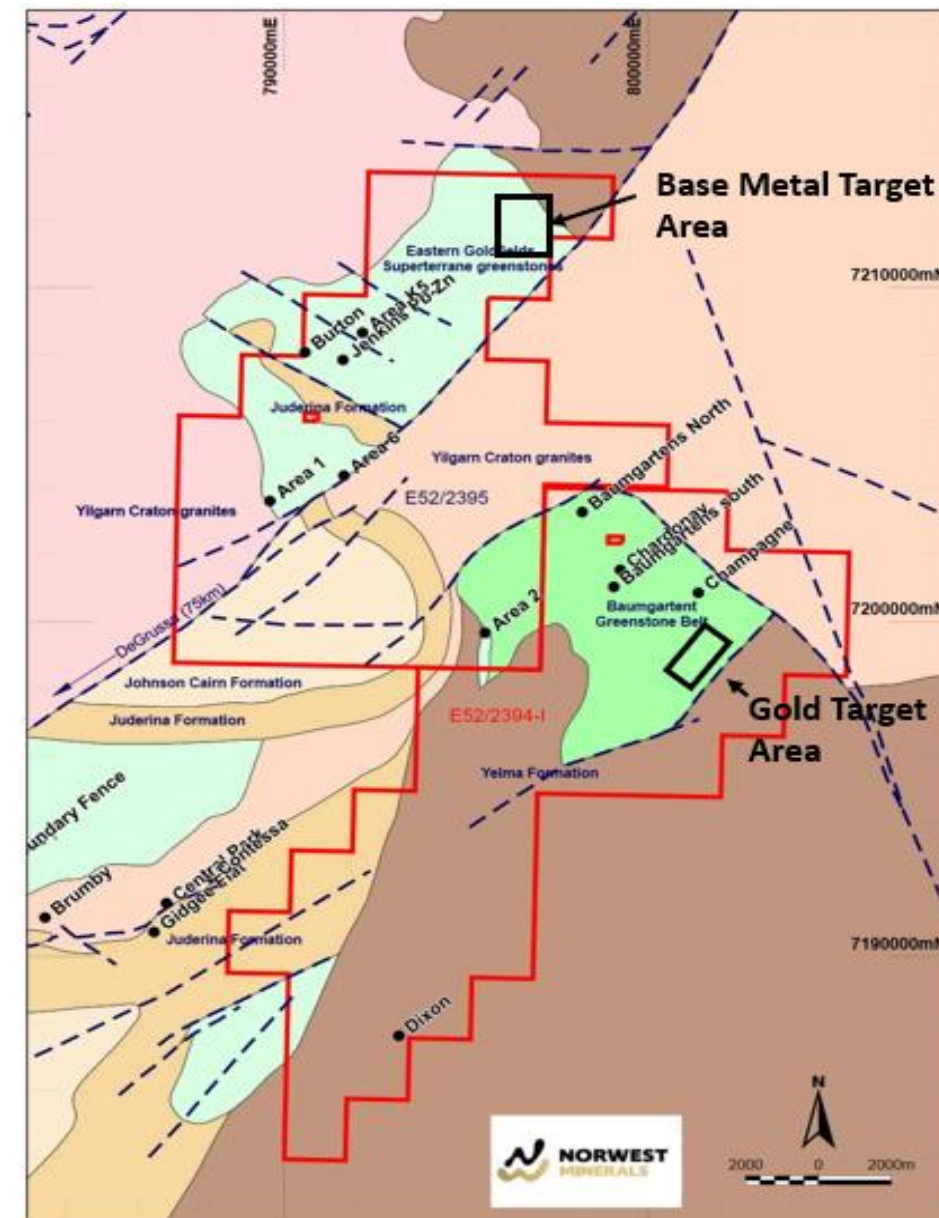 790000mE
800000mE
Base Metal Target
Area
Eastern Goldfields
Superterrane greenstones
7210000mN
Area K5
Jenkins Pb-Zn
Burton
Juderina Formation
Baumgartens North
Yilgarn Craton granites
Area 6
Area 1
E52/2395
Yilgarn Craton granites
Chardonay
Baumgartens South
Champagne
Baumgartent
Greenstone Belt
7200000mN
Area 2
DeGrussa (75km)
Johnson Cairn Formation
Juderina Formation
E52/2394-I
Gold Target
Area
Yelma Formation
undary Fence
Contessa
Central Park
Gidgee Flat
Brumby
Juderina Formation
7190000mN
Dixon
N
NORWEST
MINERALS
2000 0 2000m